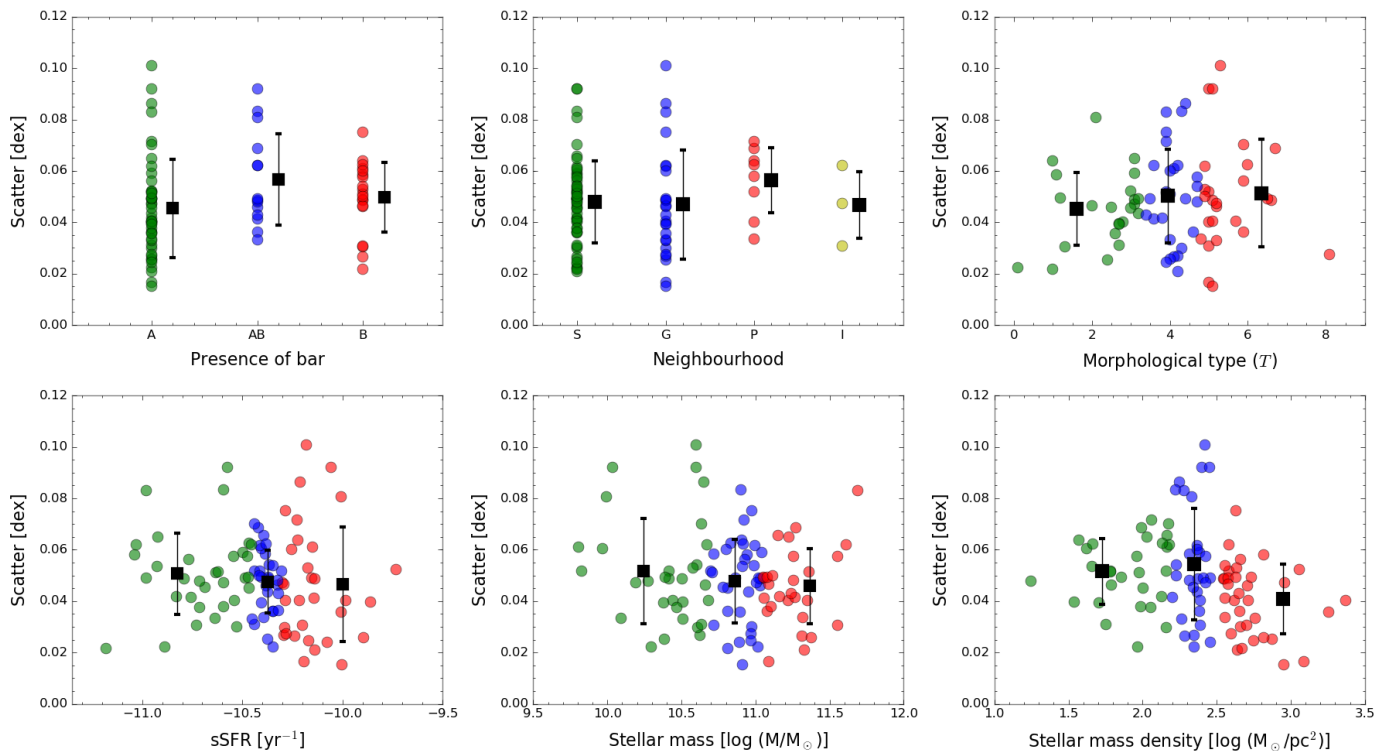 0.12
0.10
0.08
0.06
0.04
0.02
0.00
Scatter [dex]
A AB B
Presence of bar
0.12
0.10
0.08
0.06
0.04
0.02
0.00
Scatter [dex]
S G P I
Neighbourhood
0.12
0.10
0.08
0.06
0.04
0.02
0.00
Scatter [dex]
0 2 4 6 8
Morphological type (T)
0.12
0.10
0.08
0.06
0.04
0.02
0.00
Scatter [dex]
−11.0 −10.5 −10.0 −9.5
sSFR [yr⁻¹]
0.12
0.10
0.08
0.06
0.04
0.02
0.00
Scatter [dex]
9.5 10.0 10.5 11.0 11.5 12.0
Stellar mass [log (M/M☉)]
0.12
0.10
0.08
0.06
0.04
0.02
0.00
Scatter [dex]
1.0 1.5 2.0 2.5 3.0 3.5
Stellar mass density [log (M☉/pc²)]